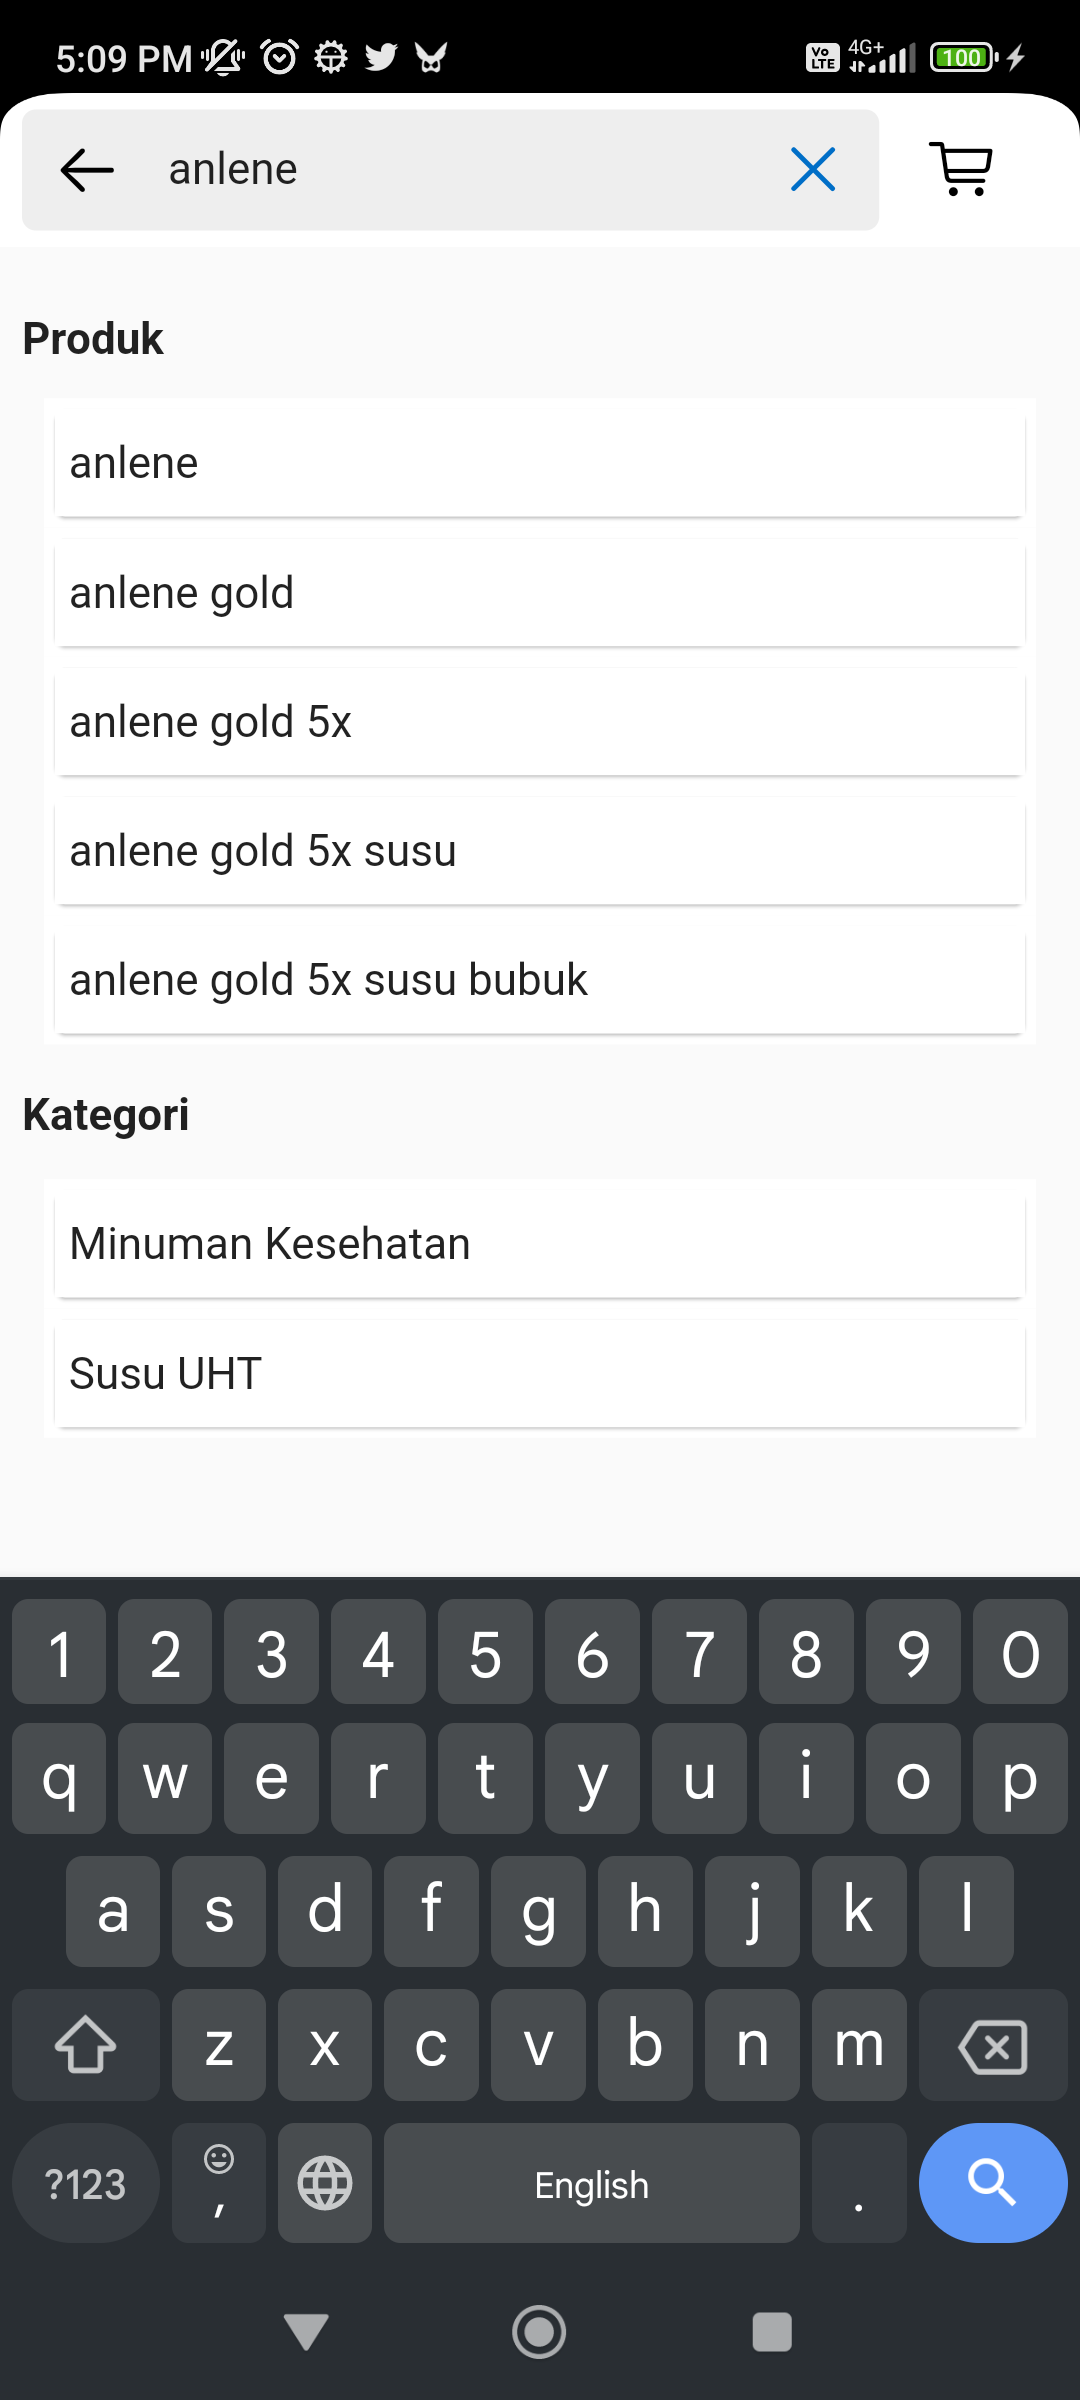 5:09 PM
Vo LTE 4G+ 100
anlene
Produk
anlene
anlene gold
anlene gold 5x
anlene gold 5x susu
anlene gold 5x susu bubuk
Kategori
Minuman Kesehatan
Susu UHT
1 2 3 4 5 6 7 8 9 0
q w e r t y u i o p
a s d f g h j k l
z x c v b n m
?123 , English .